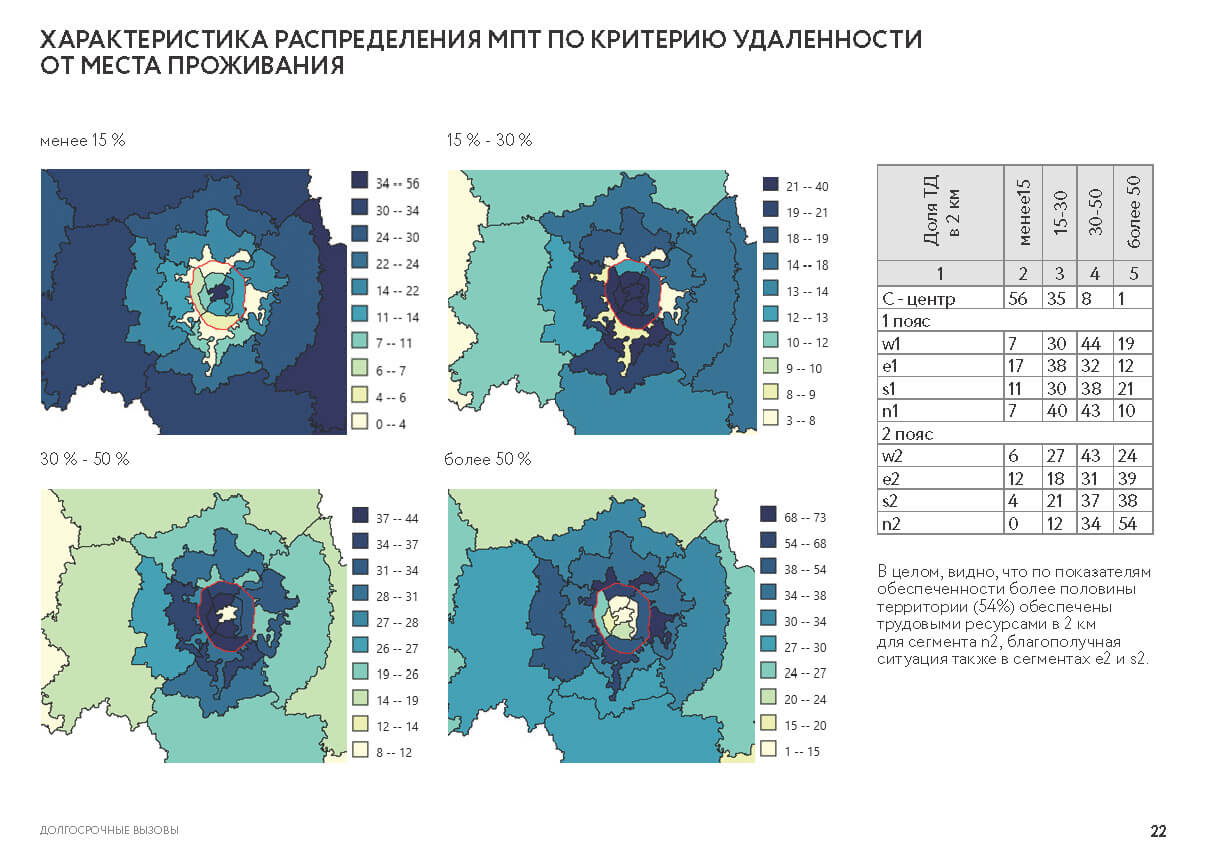 ХАРАКТЕРИСТИКА РАСПРЕДЕЛЕНИЯ МПТ ПО КРИТЕРИЮ УДАЛЕННОСТИ
ОТ МЕСТА ПРОЖИВАНИЯ
менее 15 %
34 -- 56
30 -- 34
24 -- 30
22 -- 24
14 -- 22
11 -- 14
7 -- 11
6 -- 7
4 -- 6
0 -- 4
15 % - 30 %
21 -- 40
19 -- 21
18 -- 19
14 -- 18
13 -- 14
12 -- 13
10 -- 12
9 -- 10
8 -- 9
3 -- 8
30 % - 50 %
37 -- 44
34 -- 37
31 -- 34
28 -- 31
27 -- 28
26 -- 27
19 -- 26
14 -- 19
12 -- 14
8 -- 12
более 50 %
68 -- 73
54 -- 68
38 -- 54
34 -- 38
30 -- 34
27 -- 30
24 -- 27
20 -- 24
15 -- 20
1 -- 15
Доля ТД
в 2 км
менее15
15-30
30-50
более 50
1 2 3 4 5
С - центр 56 35 8 1
1 пояс
w1 7 30 44 19
e1 17 38 32 12
s1 11 30 38 21
n1 7 40 43 10
2 пояс
w2 6 27 43 24
e2 12 18 31 39
s2 4 21 37 38
n2 0 12 34 54
В целом, видно, что по показателям
обеспеченности более половины
территории (54%) обеспечены
трудовыми ресурсами в 2 км
для сегмента n2, благополучная
ситуация также в сегментах e2 и s2.
ДОЛГОСРОЧНЫЕ ВЫЗОВЫ
22